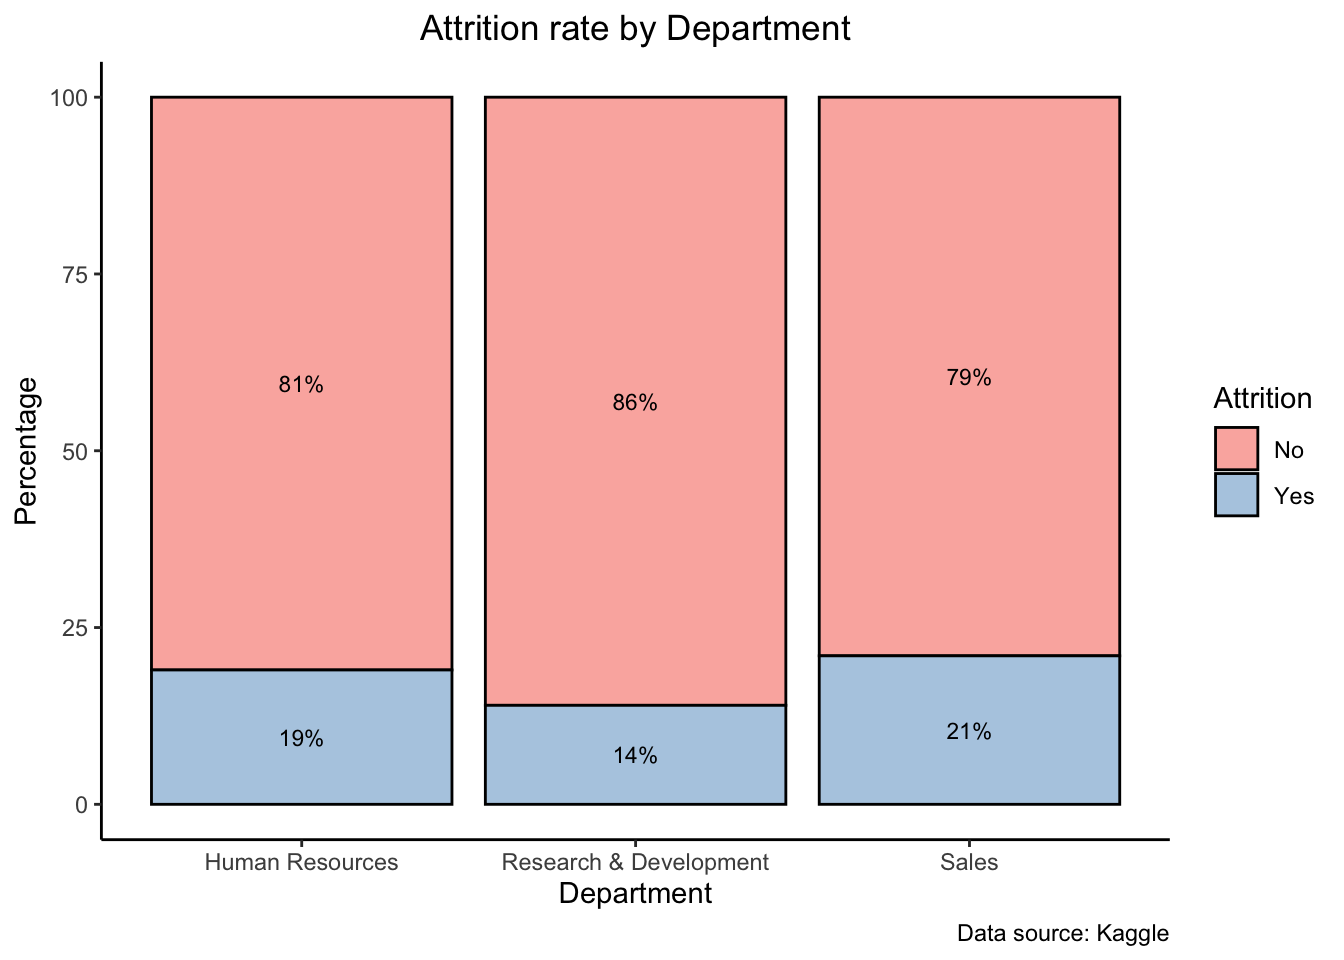 Attrition rate by Department
Percentage
100
75
50
25
0
81%
86%
79%
19%
14%
21%
Human Resources
Research & Development
Sales
Department
Attrition
No
Yes
Data source: Kaggle